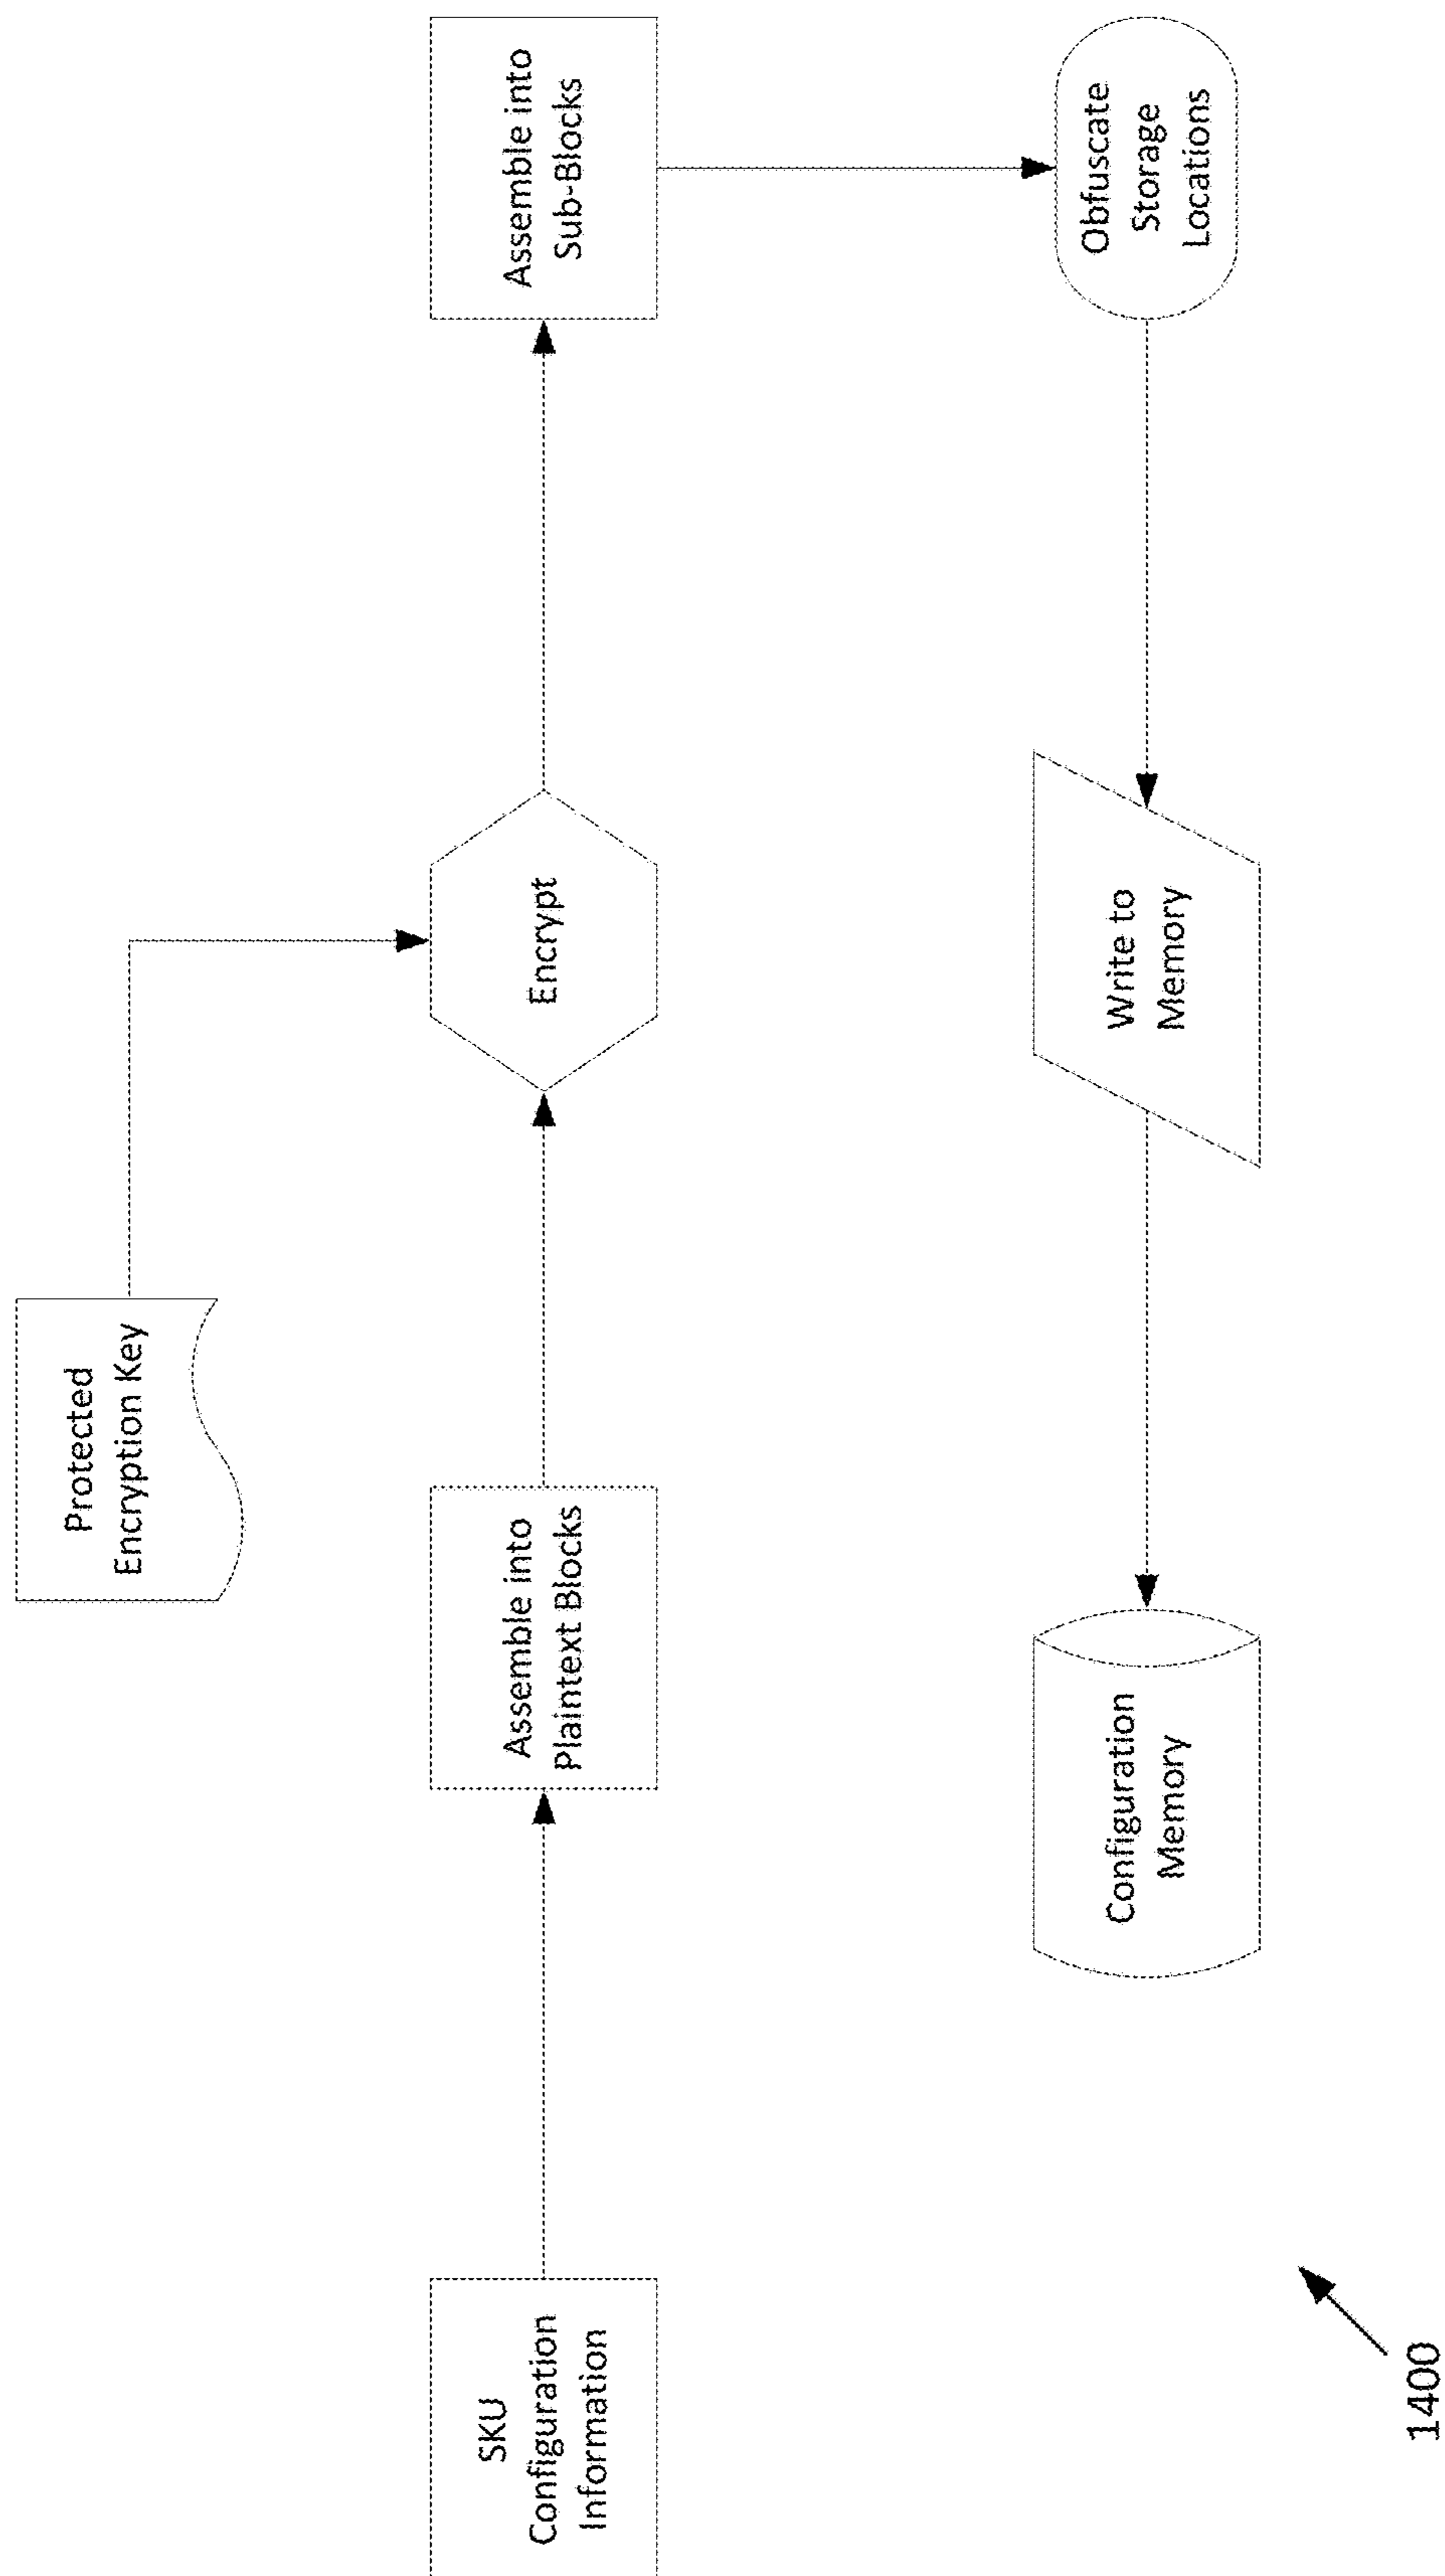 Protected
Encryption Key
SKU
Configuration
Information
Assemble into
Plaintext Blocks
Encrypt
Assemble into
Sub-Blocks
Configuration
Memory
Write to
Memory
Obfuscate
Storage
Locations
1400